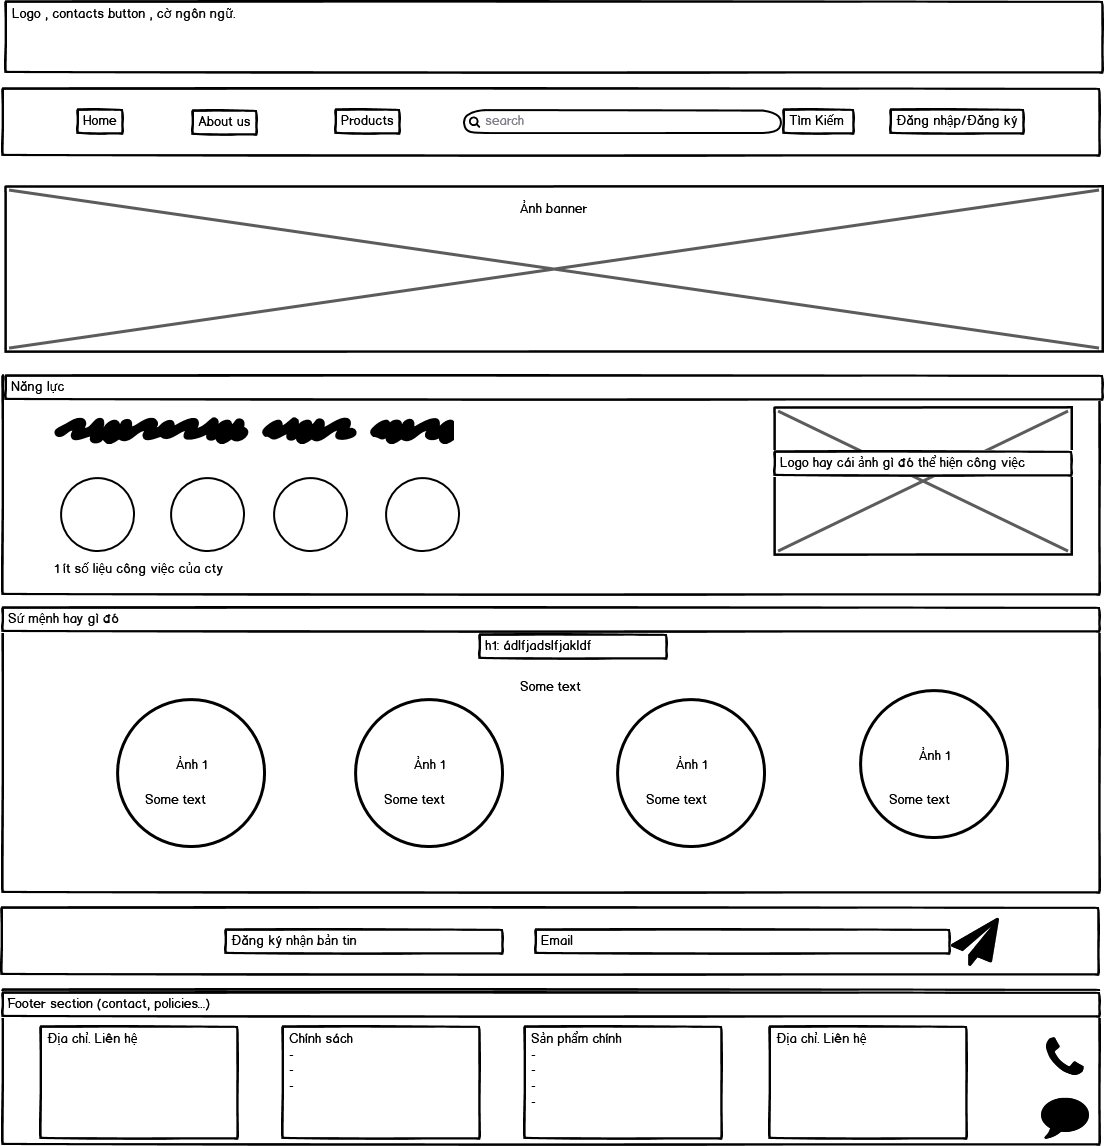 Logo , contacts button , cờ ngôn ngữ.
Home
About us
Products
search
Tìm Kiếm
Đăng nhập/Đăng ký
Ảnh banner
Năng lực
Logo hay cái ảnh gì đó thể hiện công việc
1 ít số liệu công việc của cty
Sứ mệnh hay gì đó
h1: ádlfjadslfjakldf
Some text
Ảnh 1
Some text
Ảnh 1
Some text
Ảnh 1
Some text
Ảnh 1
Some text
Đăng ký nhận bản tin
Email
Footer section (contact, policies...)
Địa chỉ. Liên hệ
Chính sách
-
-
-
Sản phẩm chính
-
-
-
-
Địa chỉ. Liên hệ